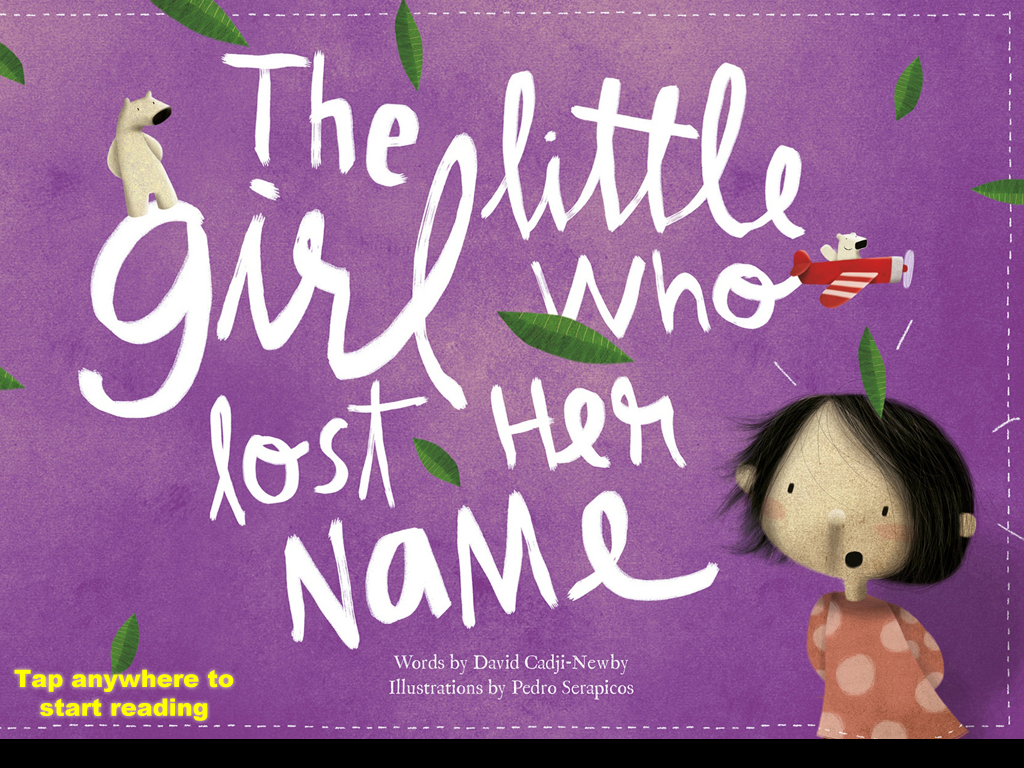 The little
girl who
lost Her
Name
Words by David Cadji-Newby
Illustrations by Pedro Serapicos
Tap anywhere to
start reading